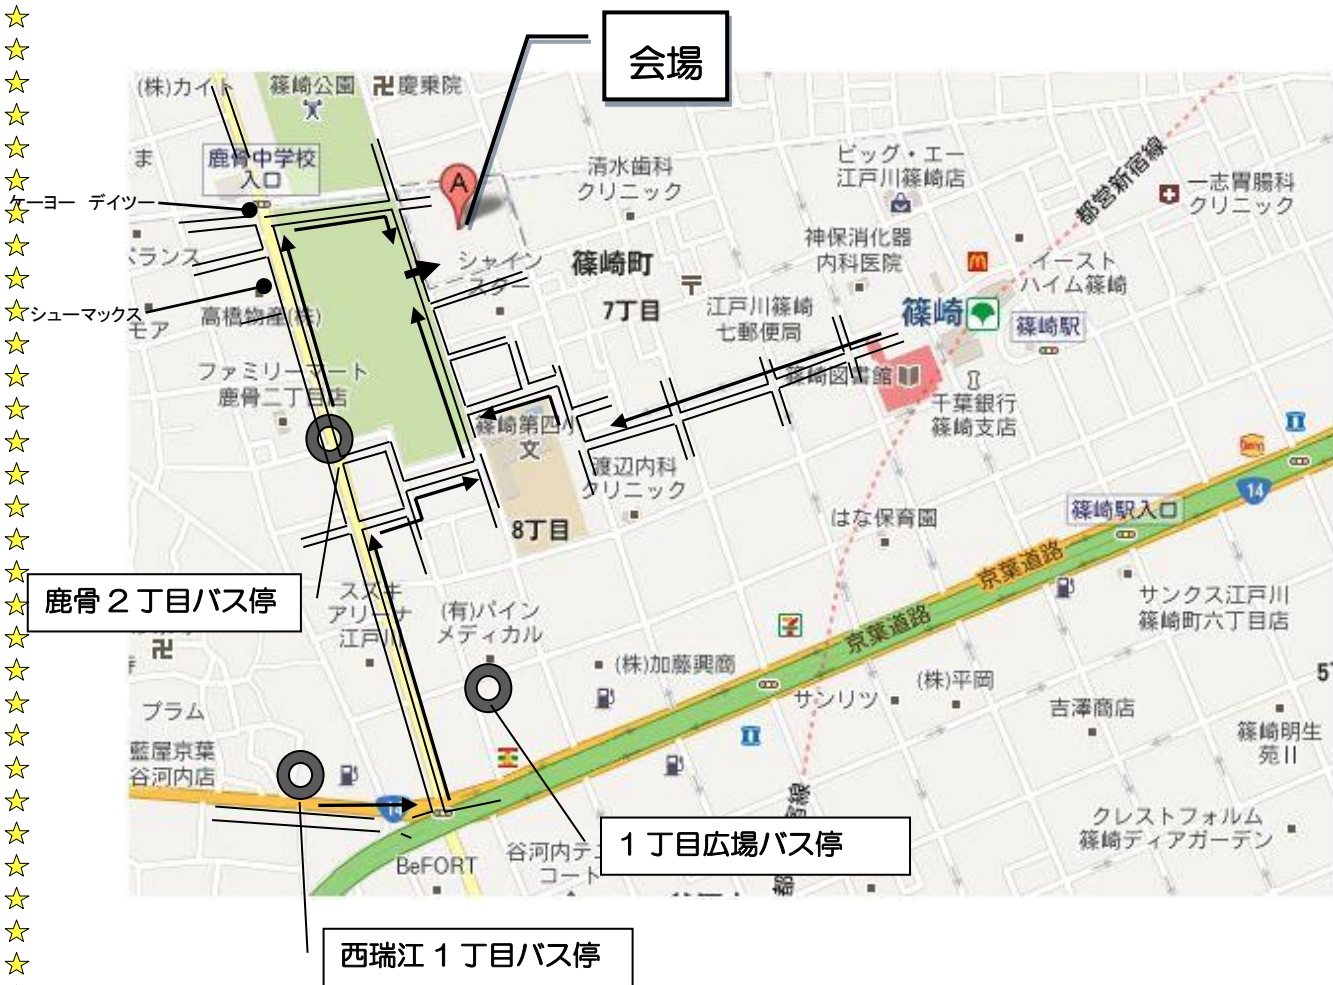 会場
(株)カイト
篠崎公園
慶乗院
鹿骨中学校
入口
ま
ケーヨー デイツー
清水歯科
クリニック
ビッグ・エー
江戸川篠崎店
都営新宿線
一志胃腸科
クリニック
A
シャイン
スター
篠崎町
7丁目
神保消化器
内科医院
イースト
ハイム篠崎
江戸川篠崎
七郵便局
篠崎
篠崎駅
シューマックス
モア
高橋物産(株)
ファミリーマート
鹿骨二丁目店
篠崎図書館
千葉銀行
篠崎支店
篠崎第四小
文
渡辺内科
クリニック
8丁目
はな保育園
篠崎駅入口
14
京葉道路
京葉道路
鹿骨2丁目バス停
スズキ
アリーナ
江戸川
(有)パイン
メディカル
サンクス江戸川
篠崎町六丁目店
(株)加藤興商
サンリツ
(株)平岡
吉澤商店
篠崎明生
苑II
プラム
藍屋京葉
谷河内店
14
クレストフォルム
篠崎ディアガーデン
1丁目広場バス停
BeFORT
コート
西瑞江1丁目バス停